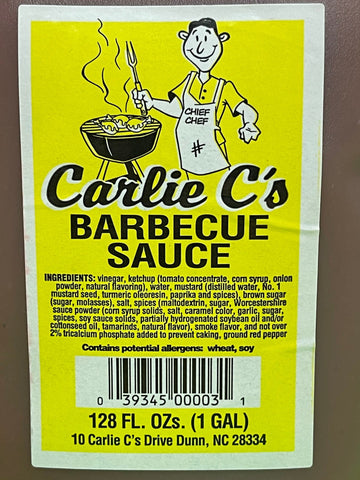 CHIEF
CHEF
#
Carlie C's
BARBECUE
SAUCE
INGREDIENTS: vinegar, ketchup (tomato concentrate, corn syrup, onion
powder, natural flavoring), water, mustard (distilled water, No. 1
mustard seed, turmeric oleoresin, paprika and spices), brown sugar
(sugar, molasses), salt, spices (maltodextrin, sugar, Worcestershire
sauce powder (corn syrup solids, salt, caramel color, garlic, sugar,
spices, soy sauce solids, partially hydrogenated soybean oil and/or
cottonseed oil, tamarinds, natural flavor), smoke flavor, and not over
2% tricalcium phosphate added to prevent caking, ground red pepper
Contains potential allergens: wheat, soy
0 39345 00003 1
128 FL. OZs. (1 GAL)
10 Carlie C's Drive Dunn, NC 28334